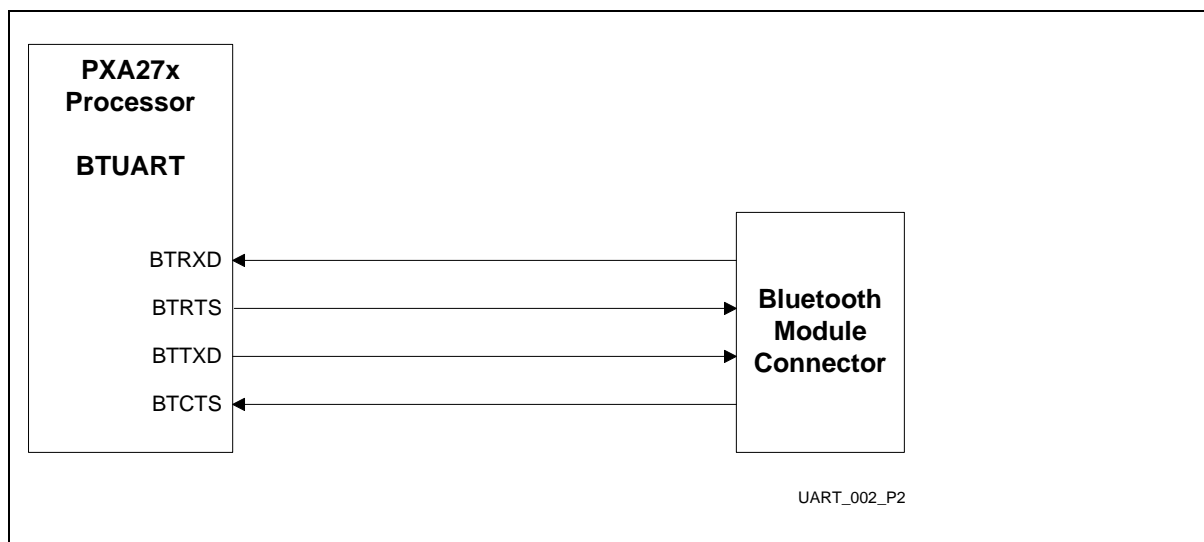 PXA27x
Processor
BTUART
BTRXD
BTRTS
BTTXD
BTCTS
Bluetooth
Module
Connector
UART_002_P2